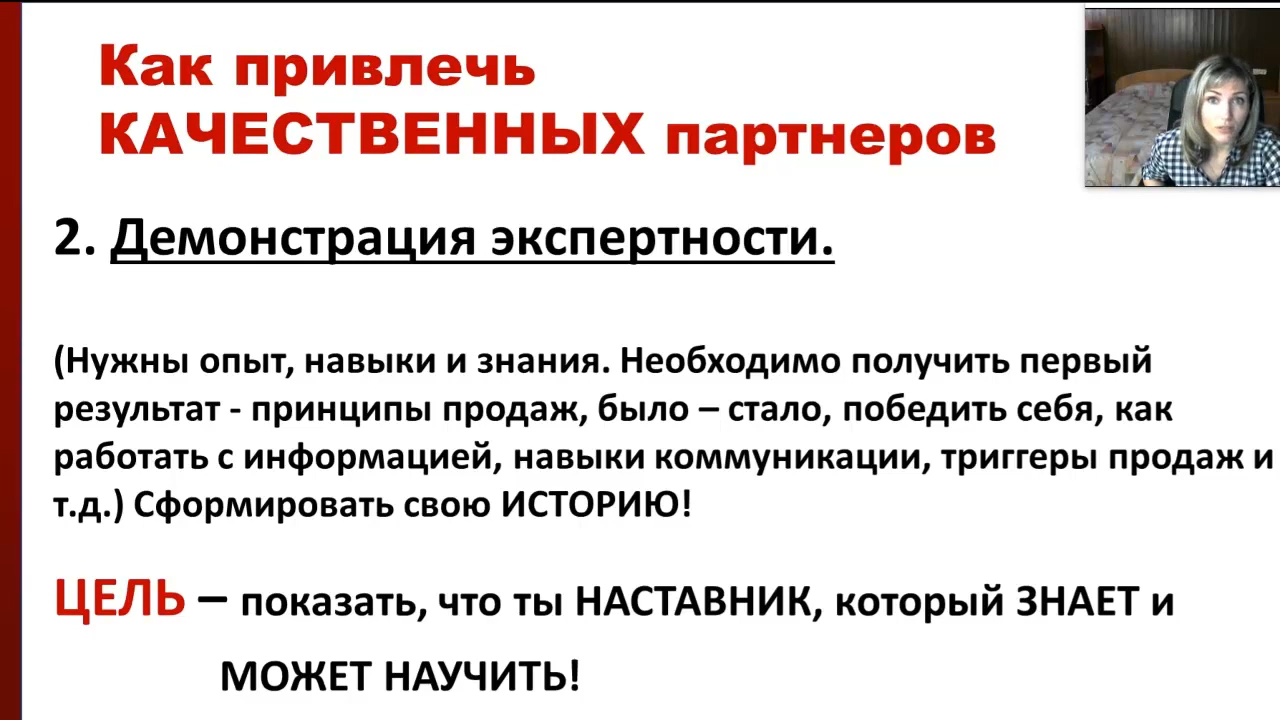 Как привлечь
КАЧЕСТВЕННЫХ партнеров
2. Демонстрация экспертности.
(Нужны опыт, навыки и знания. Необходимо получить первый
результат - принципы продаж, было – стало, победить себя, как
работать с информацией, навыки коммуникации, триггеры продаж и
т.д.) Сформировать свою ИСТОРИЮ!
ЦЕЛЬ – показать, что ты НАСТАВНИК, который ЗНАЕТ и
МОЖЕТ НАУЧИТЬ!